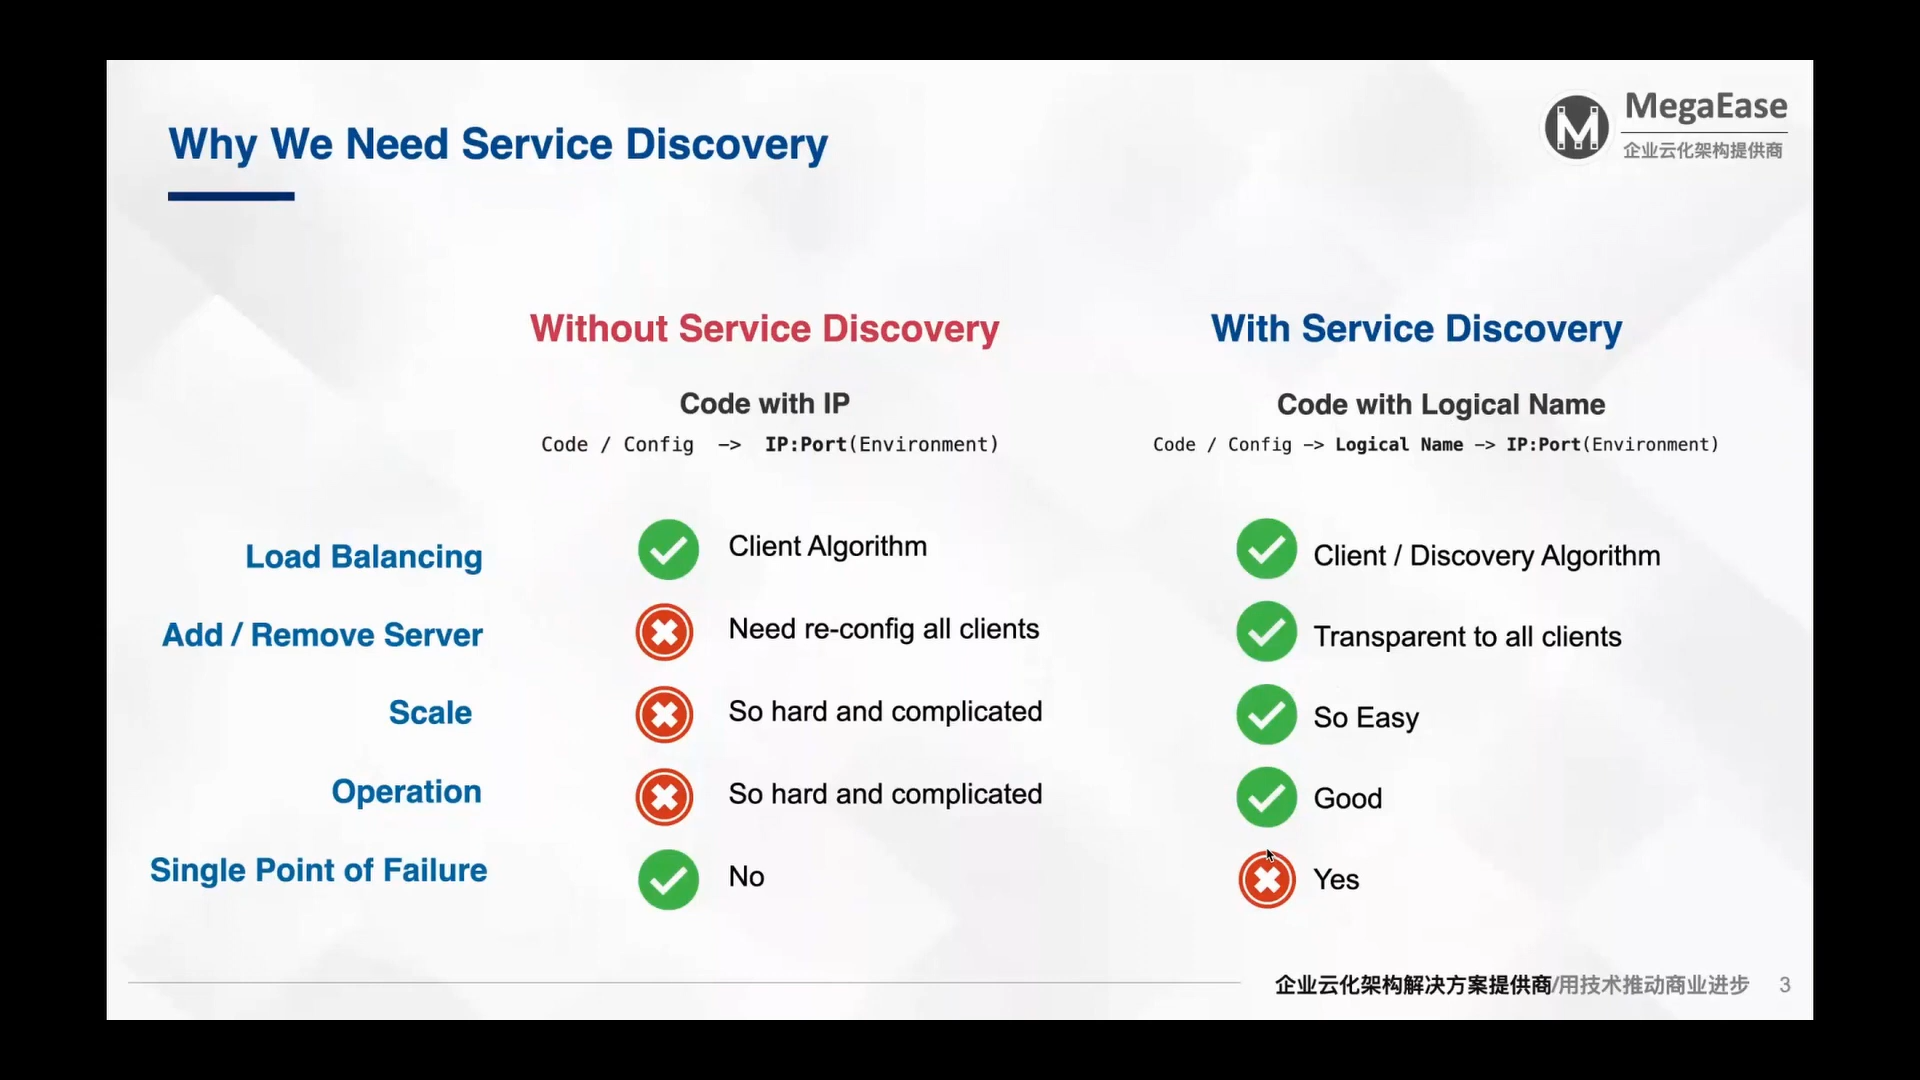 Why We Need Service Discovery
MegaEase
企业云化架构提供商
Without Service Discovery
With Service Discovery
Code with IP
Code with Logical Name
Code / Config -> IP:Port(Environment)
Code / Config -> Logical Name -> IP:Port(Environment)
Load Balancing
Client Algorithm
Client / Discovery Algorithm
Add / Remove Server
Need re-config all clients
Transparent to all clients
Scale
So hard and complicated
So Easy
Operation
So hard and complicated
Good
Single Point of Failure
No
Yes
企业云化架构解决方案提供商/用技术推动商业进步
3